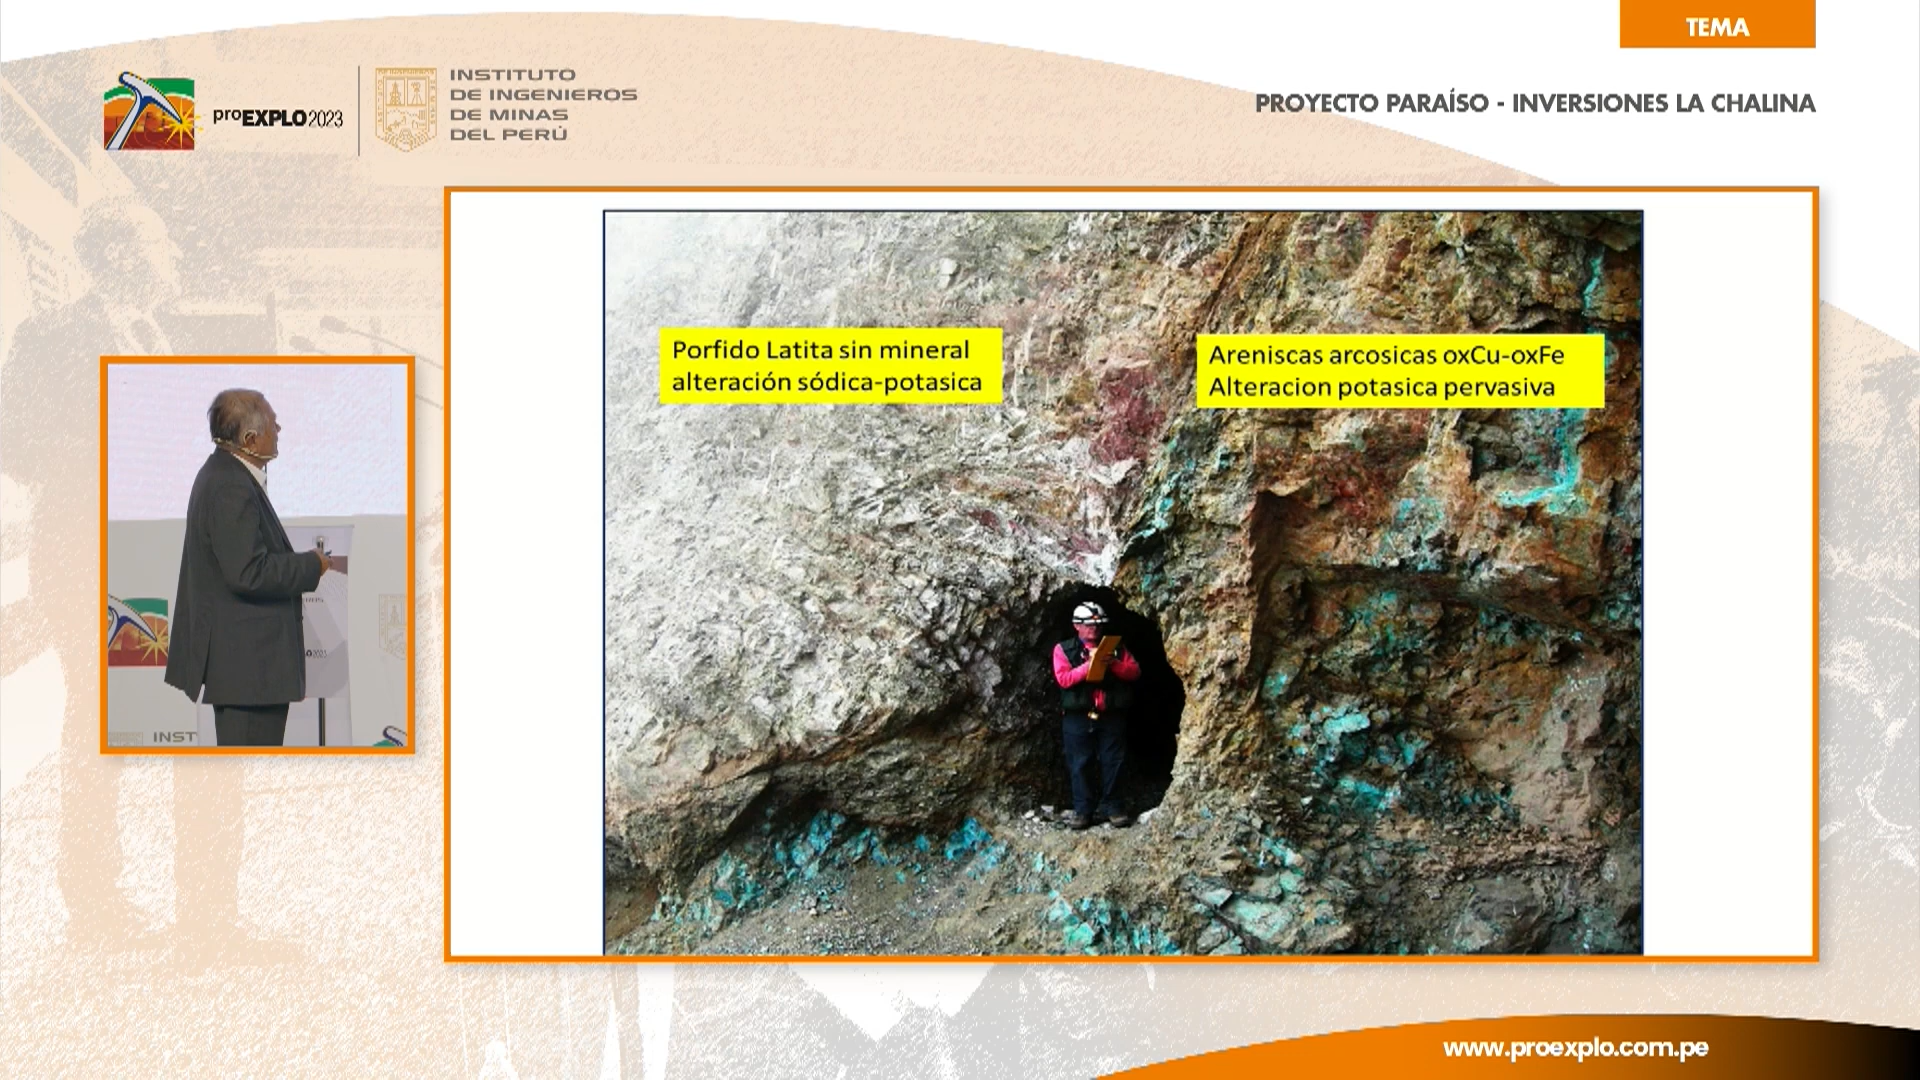 TEMA
proEXPLO2023
INSTITUTO
DE INGENIEROS
DE MINAS
DEL PERÚ
PROYECTO PARAÍSO - INVERSIONES LA CHALINA
Porfido Latita sin mineral
alteración sódica-potasica
Areniscas arcosicas oxCu-oxFe
Alteracion potasica pervasiva
INST
www.proexplo.com.pe